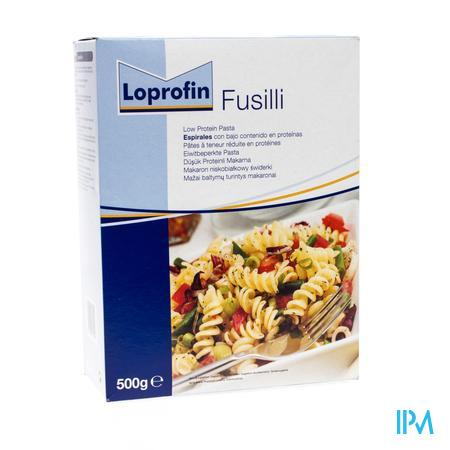 Loprofin
Fusilli
Low Protein Pasta
Espirales con bajo contenido en proteínas
Pâtes à teneur réduite en protéines
Eiwitbeperkte Pasta
Düşük Proteinli Makarna
Makaron niskobiałkowy świderki
Mažai baltymų turintys makaronai
500g e
IPM